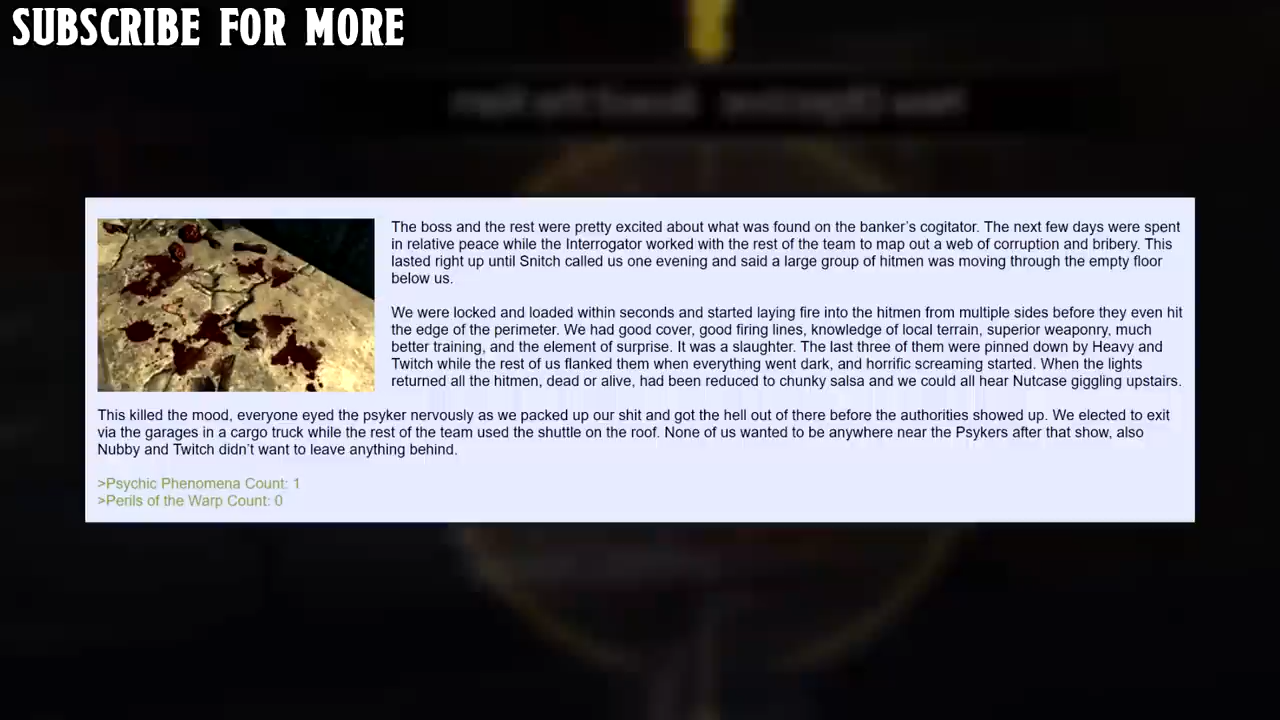 SUBSCRIBE FOR MORE
The boss and the rest were pretty excited about what was found on the banker's cogitator. The next few days were spent
in relative peace while the Interrogator worked with the rest of the team to map out a web of corruption and bribery. This
lasted right up until Snitch called us one evening and said a large group of hitmen was moving through the empty floor
below us.
We were locked and loaded within seconds and started laying fire into the hitmen from multiple sides before they even hit
the edge of the perimeter. We had good cover, good firing lines, knowledge of local terrain, superior weaponry, much
better training, and the element of surprise. It was a slaughter. The last three of them were pinned down by Heavy and
Twitch while the rest of us flanked them when everything went dark, and horrific screaming started. When the lights
returned all the hitmen, dead or alive, had been reduced to chunky salsa and we could all hear Nutcase giggling upstairs.
This killed the mood, everyone eyed the psyker nervously as we packed up our shit and got the hell out of there before the authorities showed up. We elected to exit
via the garages in a cargo truck while the rest of the team used the shuttle on the roof. None of us wanted to be anywhere near the Psykers after that show, also
Nubby and Twitch didn't want to leave anything behind.
>Psychic Phenomena Count: 1
>Perils of the Warp Count: 0